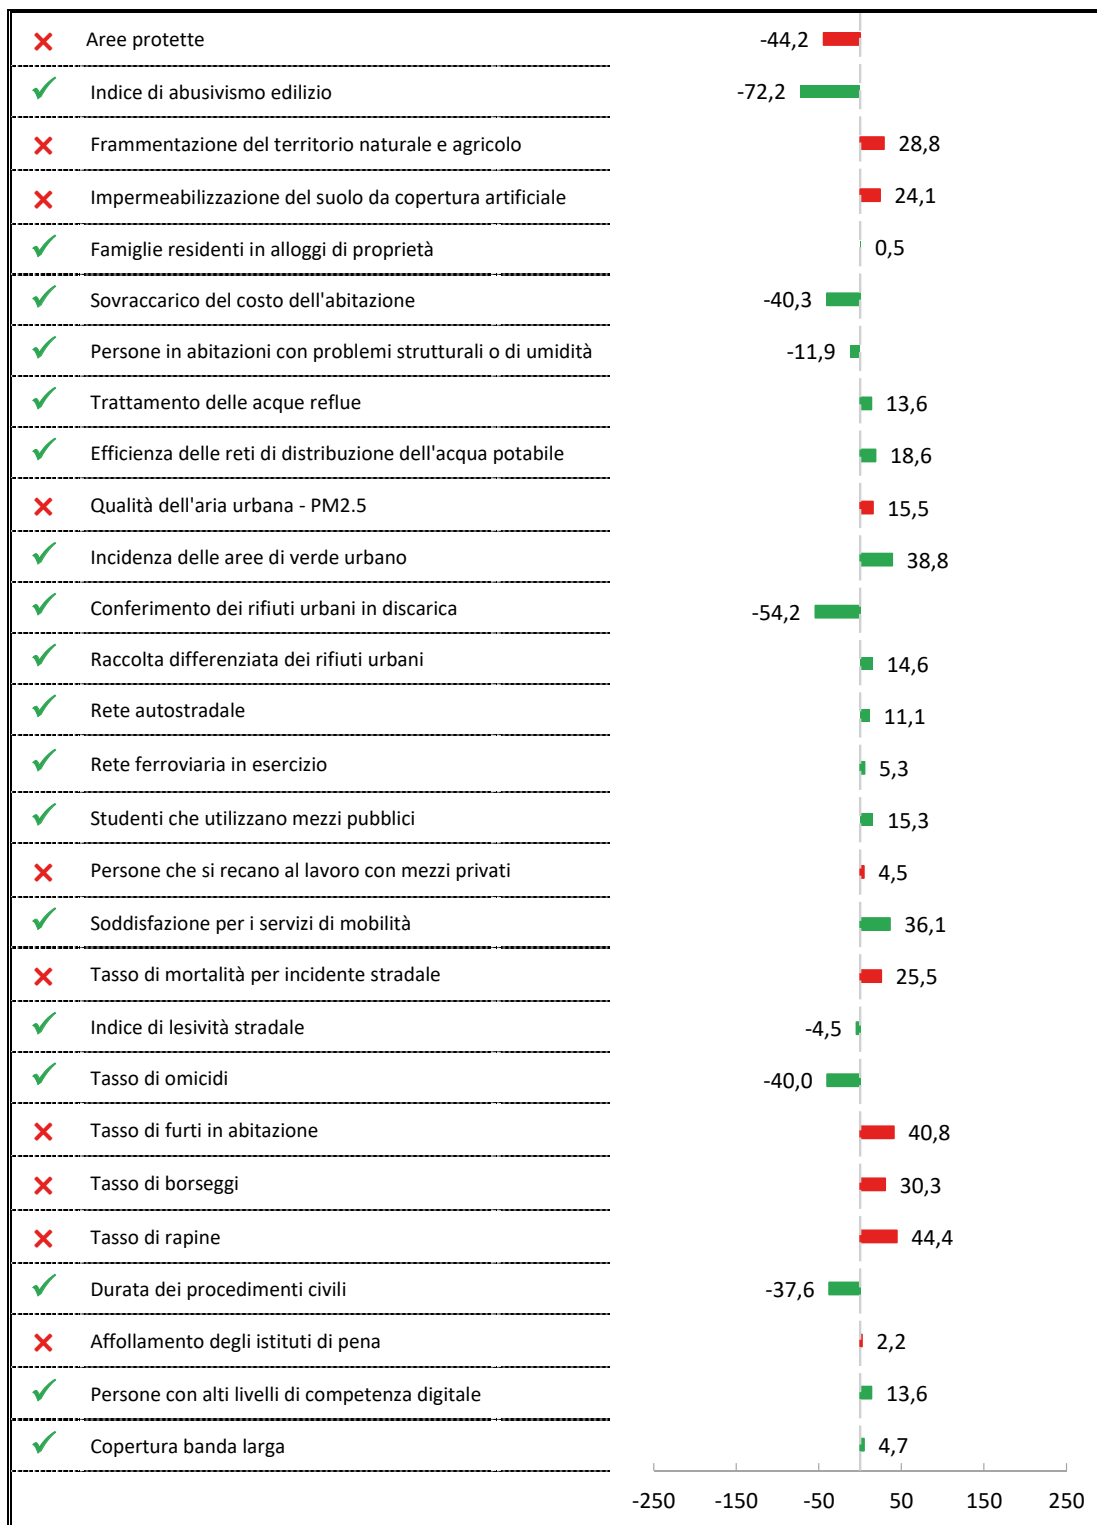 Aree protette -44,2
Indice di abusivismo edilizio -72,2
Frammentazione del territorio naturale e agricolo 28,8
Impermeabilizzazione del suolo da copertura artificiale 24,1
Famiglie residenti in alloggi di proprietà 0,5
Sovraccarico del costo dell'abitazione -40,3
Persone in abitazioni con problemi strutturali o di umidità -11,9
Trattamento delle acque reflue 13,6
Efficienza delle reti di distribuzione dell'acqua potabile 18,6
Qualità dell'aria urbana - PM2.5 15,5
Incidenza delle aree di verde urbano 38,8
Conferimento dei rifiuti urbani in discarica -54,2
Raccolta differenziata dei rifiuti urbani 14,6
Rete autostradale 11,1
Rete ferroviaria in esercizio 5,3
Studenti che utilizzano mezzi pubblici 15,3
Persone che si recano al lavoro con mezzi privati 4,5
Soddisfazione per i servizi di mobilità 36,1
Tasso di mortalità per incidente stradale 25,5
Indice di lesività stradale -4,5
Tasso di omicidi -40,0
Tasso di furti in abitazione 40,8
Tasso di borseggi 30,3
Tasso di rapine 44,4
Durata dei procedimenti civili -37,6
Affollamento degli istituti di pena 2,2
Persone con alti livelli di competenza digitale 13,6
Copertura banda larga 4,7
-250 -150 -50 50 150 250